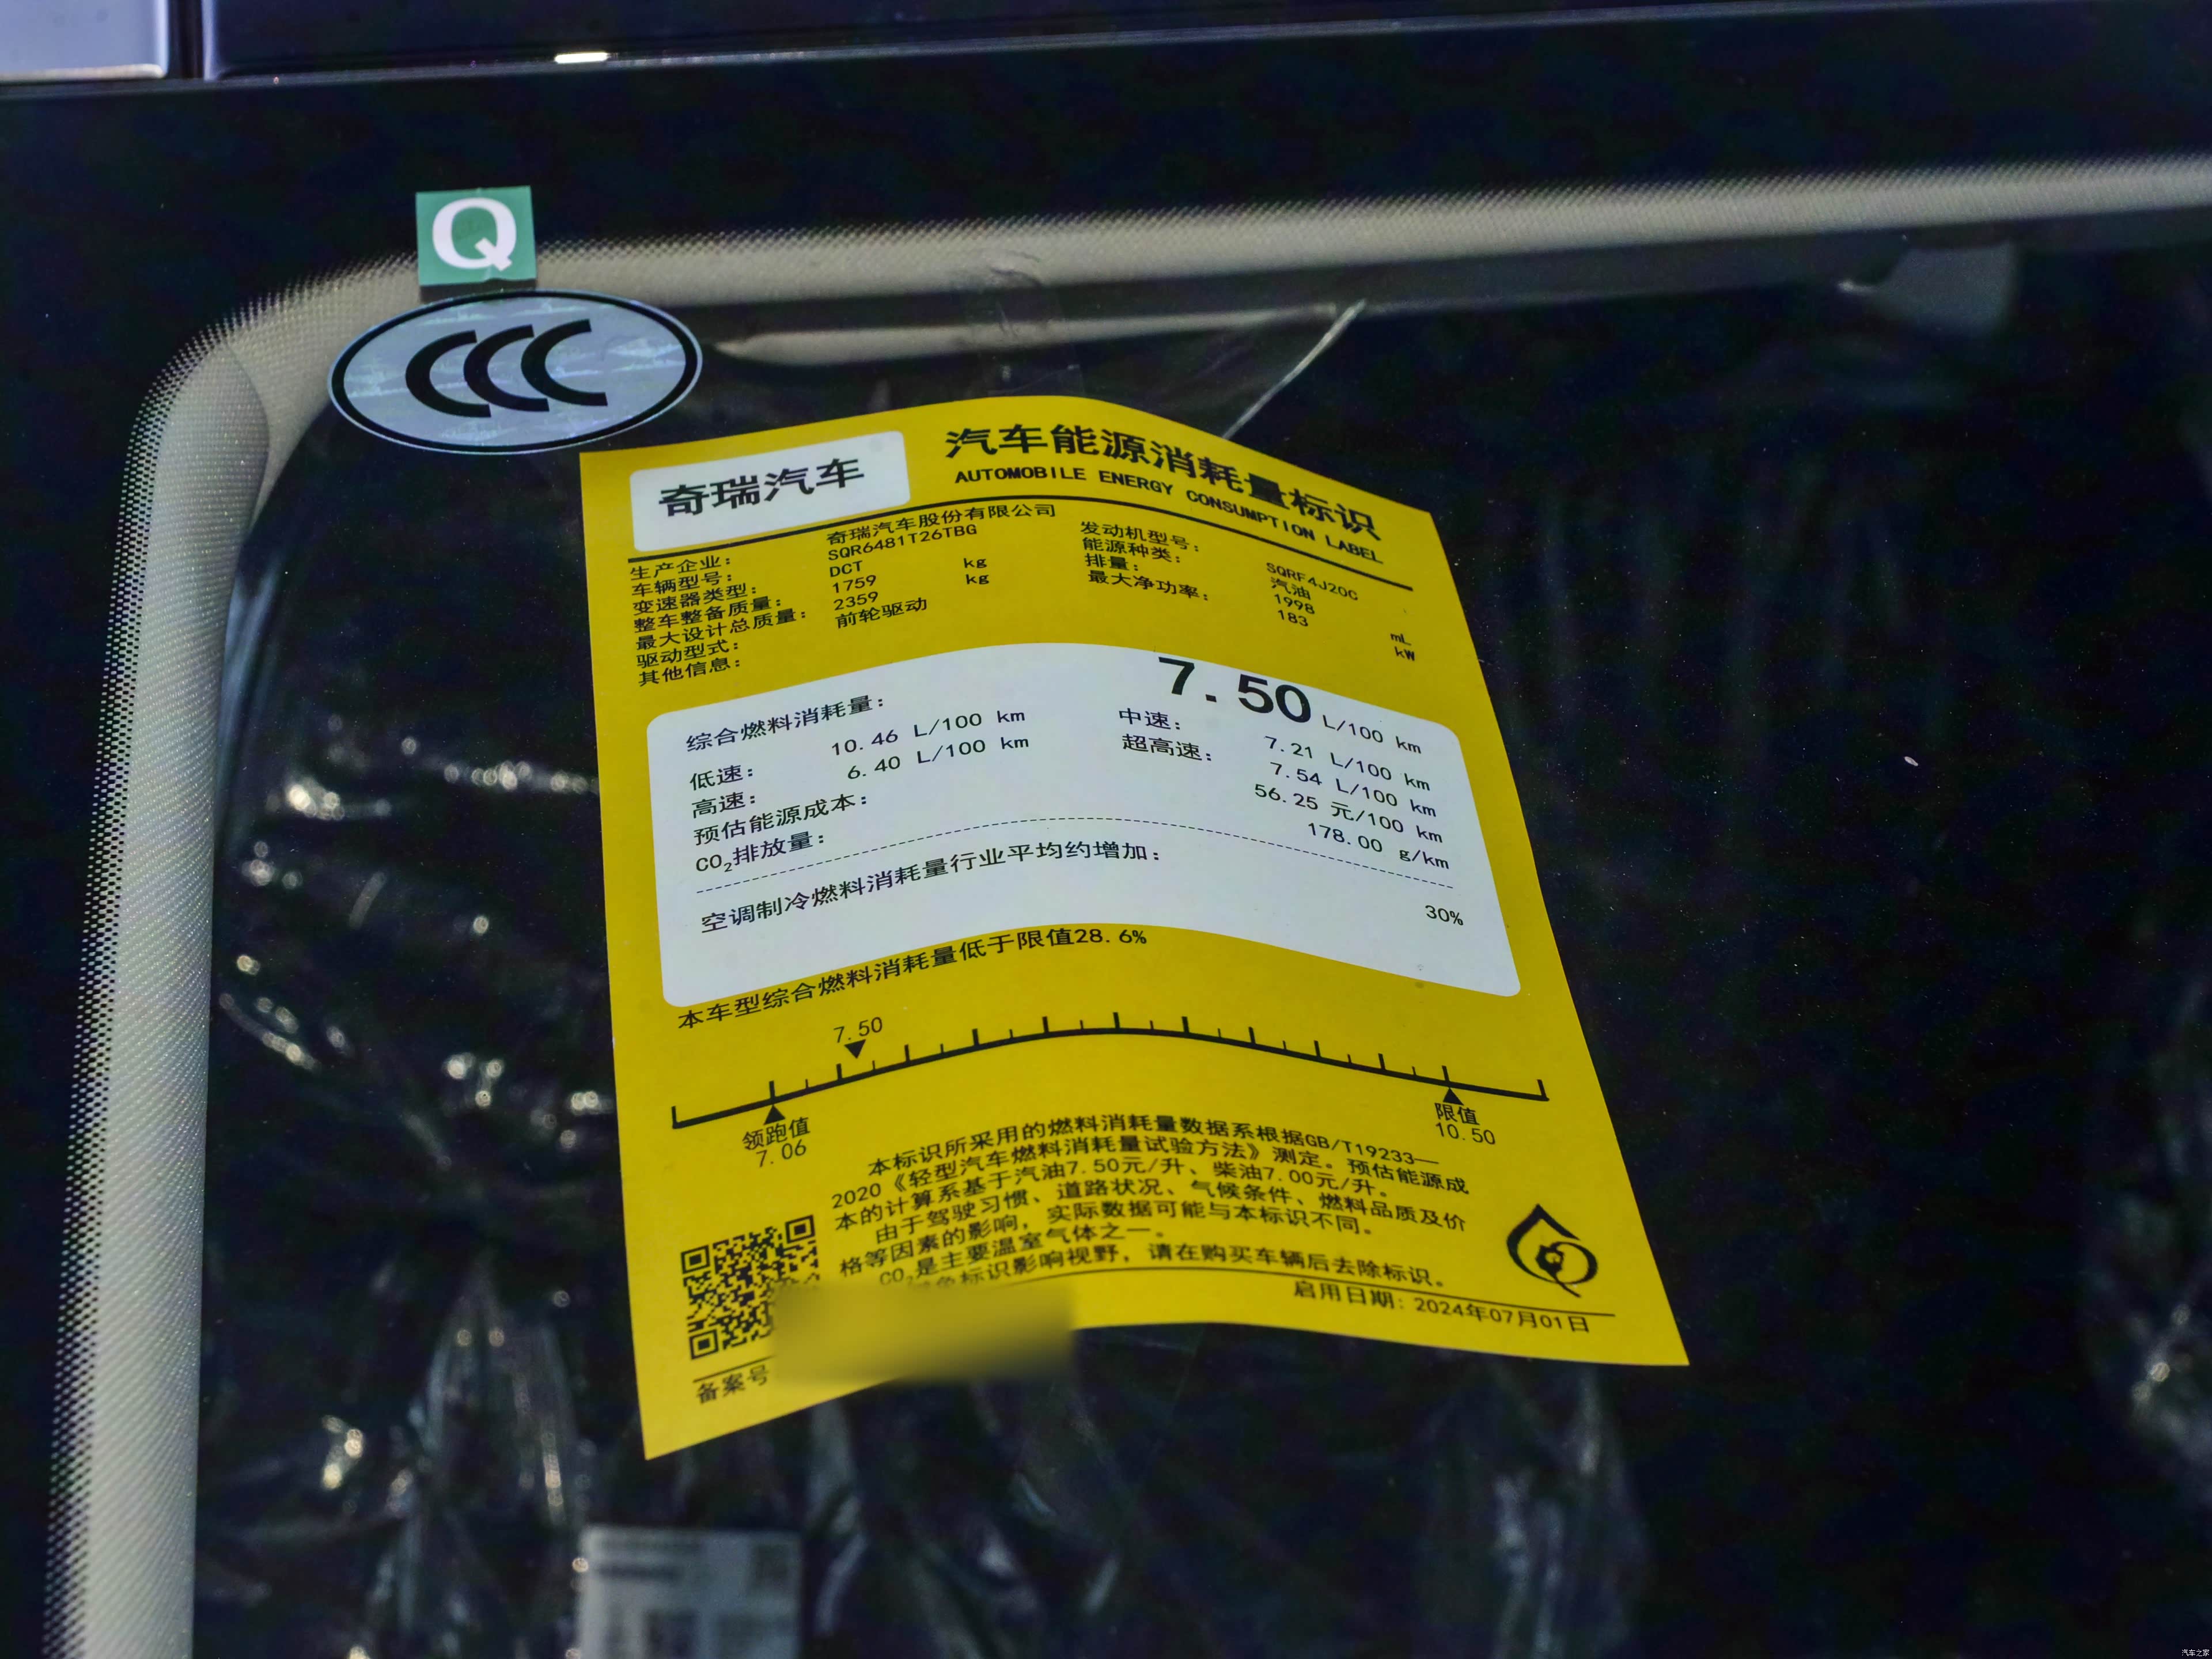 Q
CCC
奇瑞汽车
汽车能源消耗量标识
AUTOMOBILE ENERGY CONSUMPTION LABEL
生产企业: 奇瑞汽车股份有限公司
车辆型号: SQR6481T26TBG
变速器类型: DCT
整车整备质量: 1759 kg
最大设计总质量: 2359 kg
驱动型式: 前轮驱动
其他信息:
发动机型号: SQRF4J20C
能源种类: 汽油
排量: 1998 mL
最大净功率: 183 kW
综合燃料消耗量: 7.50 L/100 km
低速: 10.46 L/100 km 中速: 7.21 L/100 km
高速: 6.40 L/100 km 超高速: 7.54 L/100 km
预估能源成本: 56.25 元/100 km
CO₂排放量: 178.00 g/km
空调制冷燃料消耗量行业平均约增加: 30%
本车型综合燃料消耗量低于限值28.6%
7.50
领跑值
7.06
限值
10.50
本标识所采用的燃料消耗量数据系根据GB/T19233—
2020《轻型汽车燃料消耗量试验方法》测定。预估能源成
本的计算系基于汽油7.50元/升、柴油7.00元/升。
由于驾驶习惯、道路状况、气候条件、燃料品质及价
格等因素的影响，实际数据可能与本标识不同。
CO₂是主要温室气体之一。
标识影响视野，请在购买车辆后去除标识。
备案号
启用日期: 2024年07月01日
汽车之家